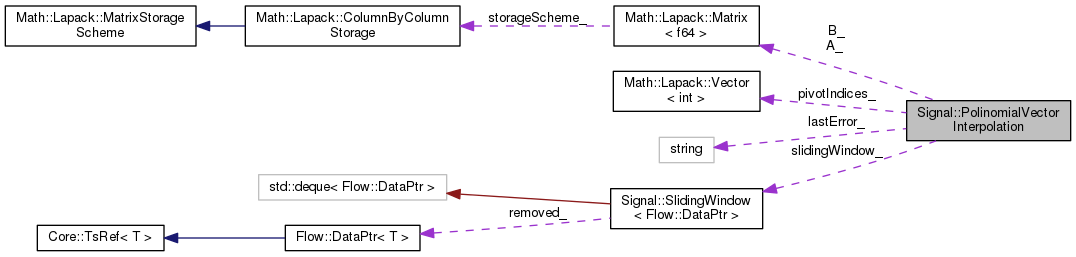 Math::Lapack::MatrixStorage
Scheme
Math::Lapack::ColumnByColumn
Storage
storageScheme_
Math::Lapack::Matrix
< f64 >
B_
A_
Math::Lapack::Vector
< int >
pivotIndices_
Signal::PolinomialVector
Interpolation
lastError_
string
slidingWindow_
std::deque< Flow::DataPtr >
Signal::SlidingWindow
< Flow::DataPtr >
removed_
Core::TsRef< T >
Flow::DataPtr< T >